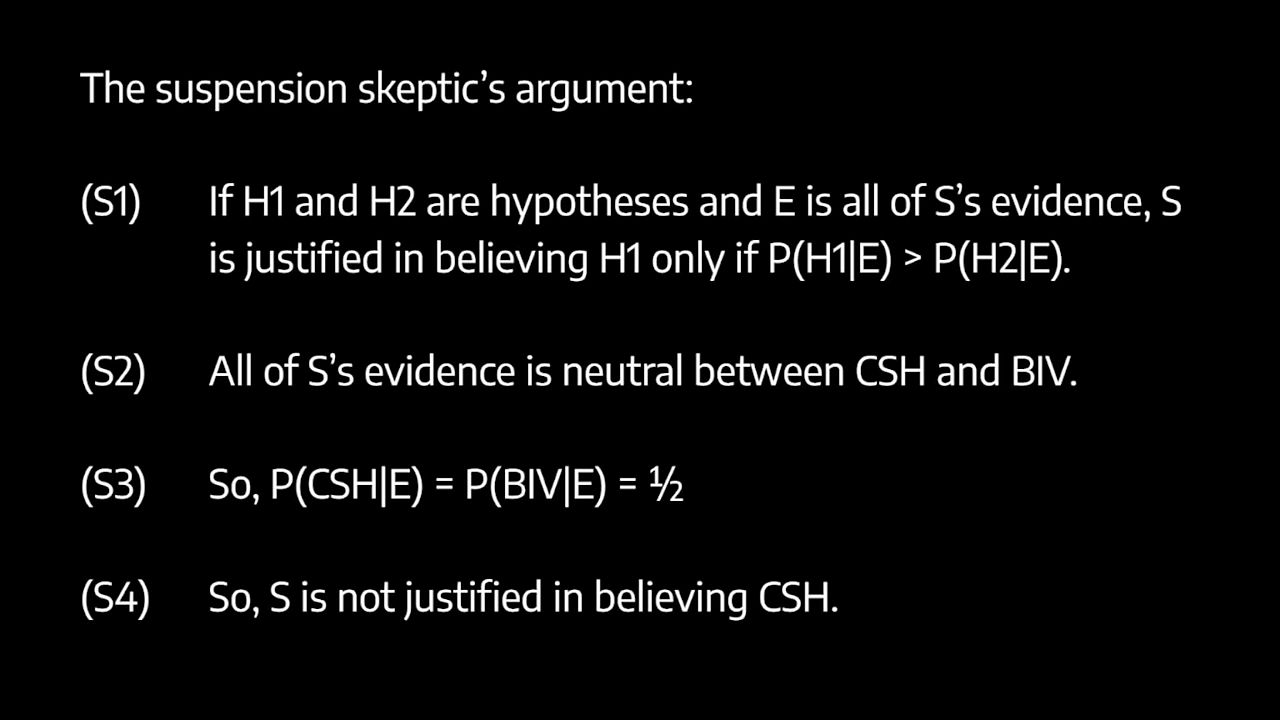 The suspension skeptic’s argument:
(S1) If H1 and H2 are hypotheses and E is all of S’s evidence, S
is justified in believing H1 only if P(H1|E) > P(H2|E).
(S2) All of S’s evidence is neutral between CSH and BIV.
(S3) So, P(CSH|E) = P(BIV|E) = ½
(S4) So, S is not justified in believing CSH.